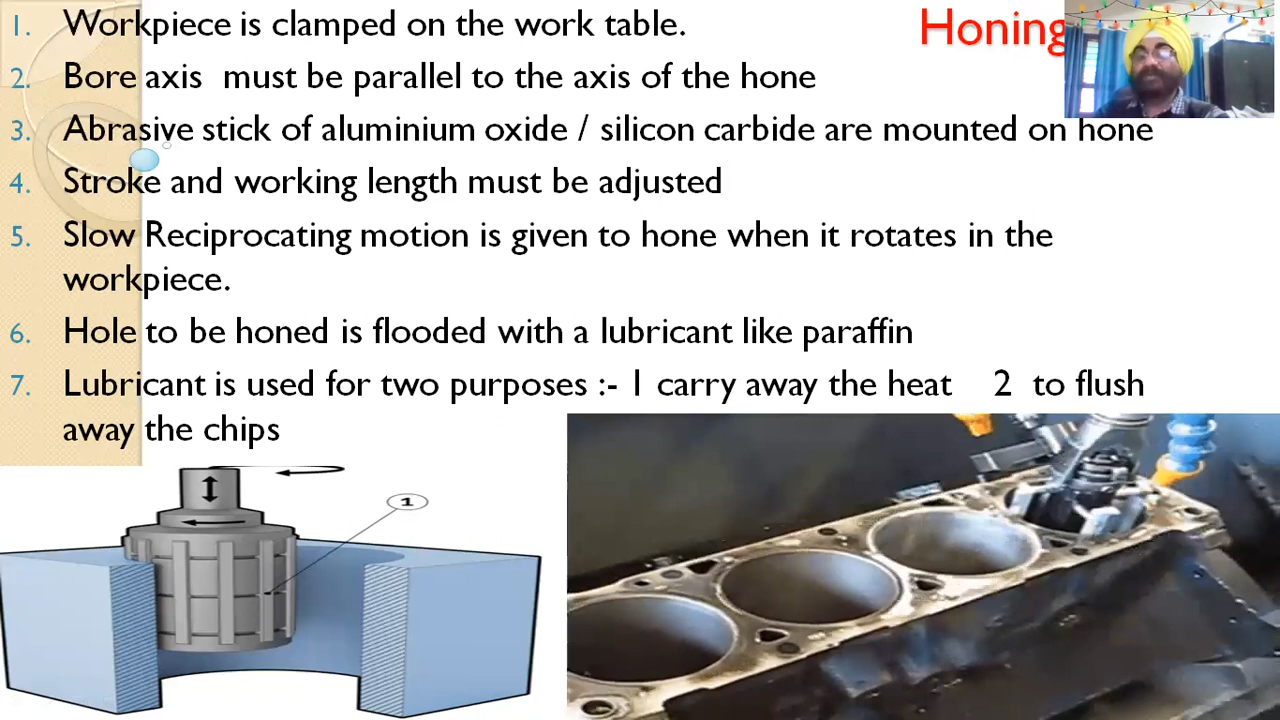 Honing
1. Workpiece is clamped on the work table.
2. Bore axis must be parallel to the axis of the hone
3. Abrasive stick of aluminium oxide / silicon carbide are mounted on hone
4. Stroke and working length must be adjusted
5. Slow Reciprocating motion is given to hone when it rotates in the
workpiece.
6. Hole to be honed is flooded with a lubricant like paraffin
7. Lubricant is used for two purposes :- 1 carry away the heat 2 to flush
away the chips
1